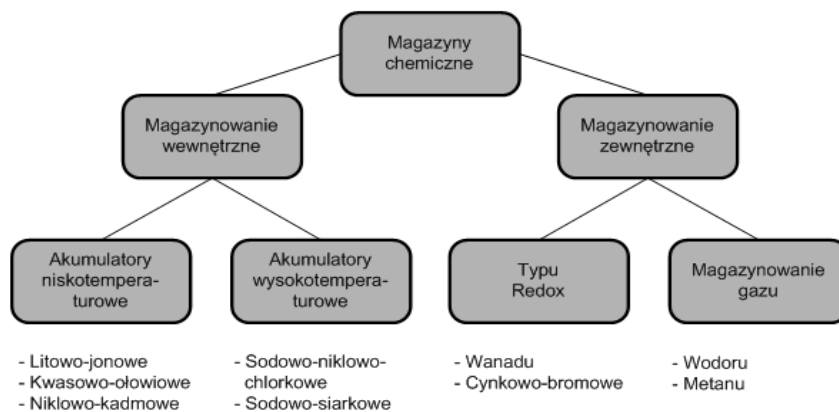 Magazyny
chemiczne
Magazynowanie
wewnętrzne
Magazynowanie
zewnętrzne
Akumulatory
niskotempera-
turowe
Akumulatory
wysokotempera-
turowe
Typu
Redox
Magazynowanie
gazu
- Litowo-jonowe
- Kwasowo-ołowiowe
- Niklowo-kadmowe
- Sodowo-niklowo-
chlorkowe
- Sodowo-siarkowe
- Wanadu
- Cynkowo-bromowe
- Wodoru
- Metanu